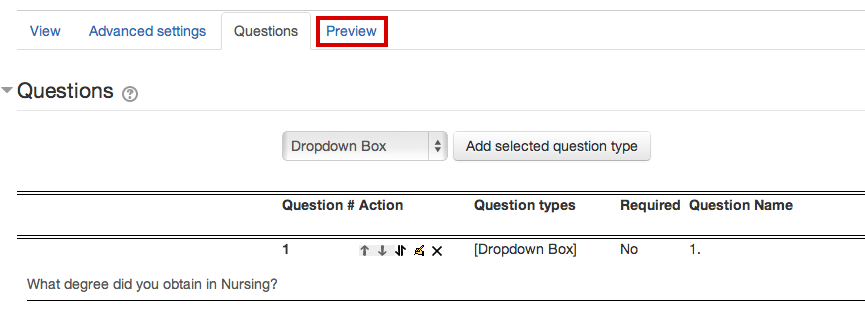 View Advanced settings Questions Preview
Questions
Dropdown Box Add selected question type
Question # Action Question types Required Question Name
1 [Dropdown Box] No 1.
What degree did you obtain in Nursing?